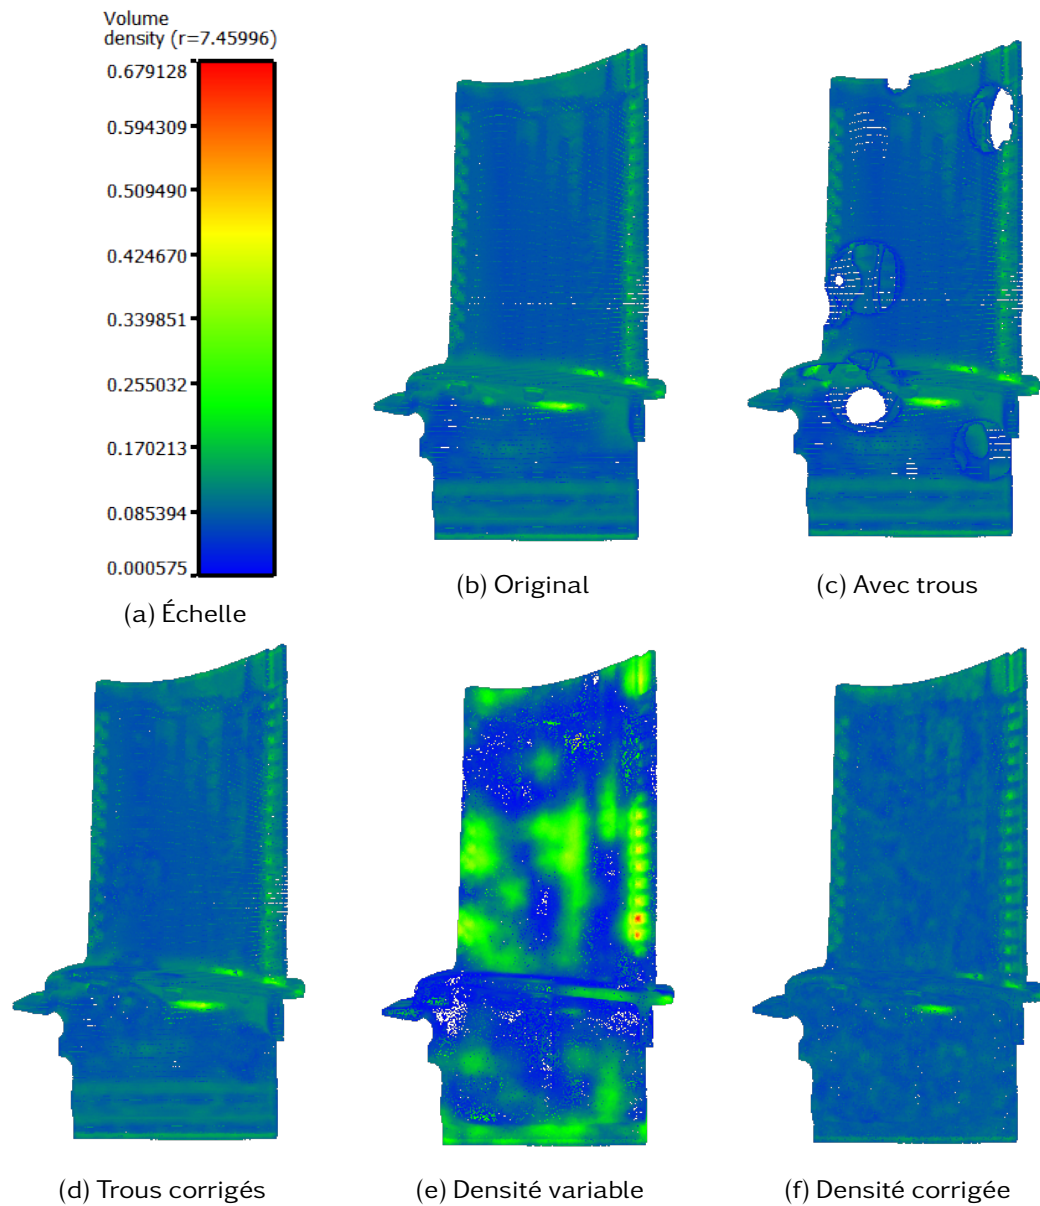 Volume
density (r=7.45996)
0.679128
0.594309
0.509490
0.424670
0.339851
0.255032
0.170213
0.085394
0.000575
(a) Échelle
(b) Original
(c) Avec trous
(d) Trous corrigés
(e) Densité variable
(f) Densité corrigée